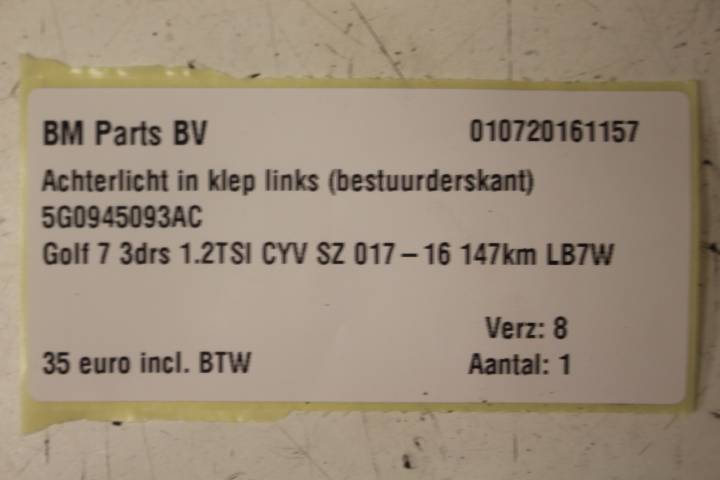 BM Parts BV 010720161157
Achterlicht in klep links (bestuurderskant)
5G0945093AC
Golf 7 3drs 1.2TSI CYV SZ 017 – 16 147km LB7W
Verz: 8
35 euro incl. BTW Aantal: 1